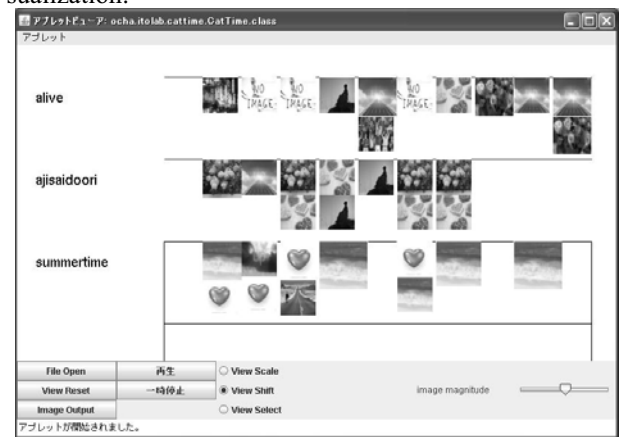 sualization.
アプレットビューア: ocha.itolab.cattime.CatTime.class
アプレット
alive
NO IMAGE NO IMAGE NO IMAGE
ajisaidoori
summertime
File Open 再生 View Scale
View Reset 一時停止 View Shift image magnitude
Image Output View Select
アプレットが開始されました。